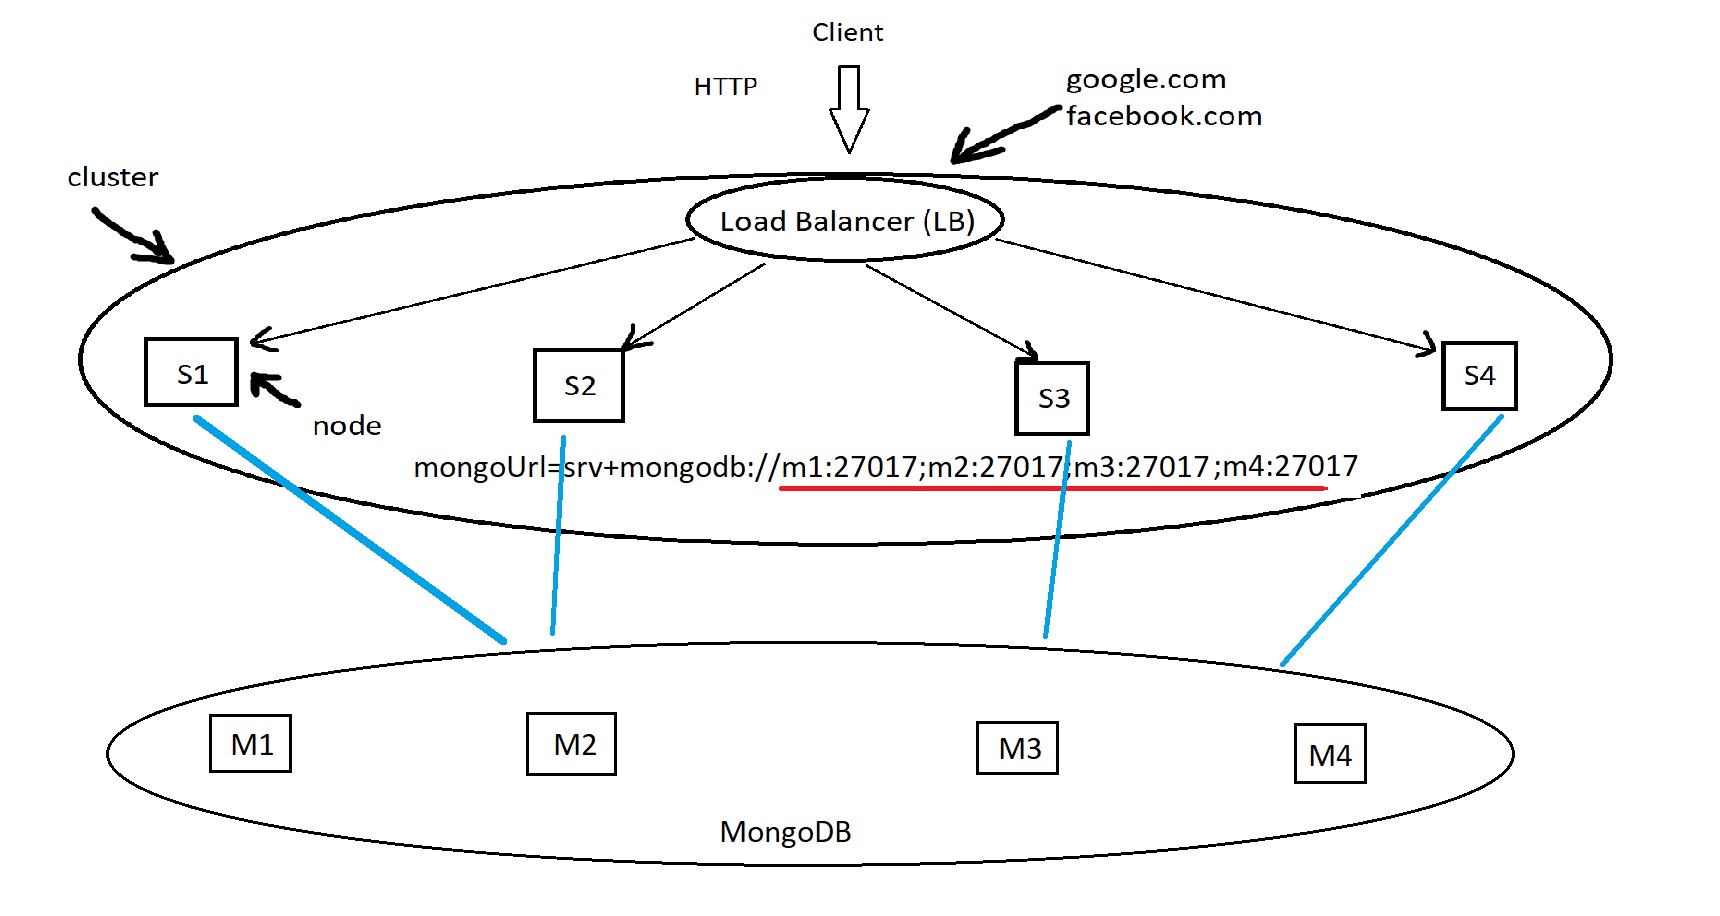 Client
HTTP
google.com
facebook.com
cluster
Load Balancer (LB)
S1
S2
S3
S4
node
mongoUrl=srv+mongodb://m1:27017;m2:27017;m3:27017;m4:27017
M1
M2
M3
M4
MongoDB